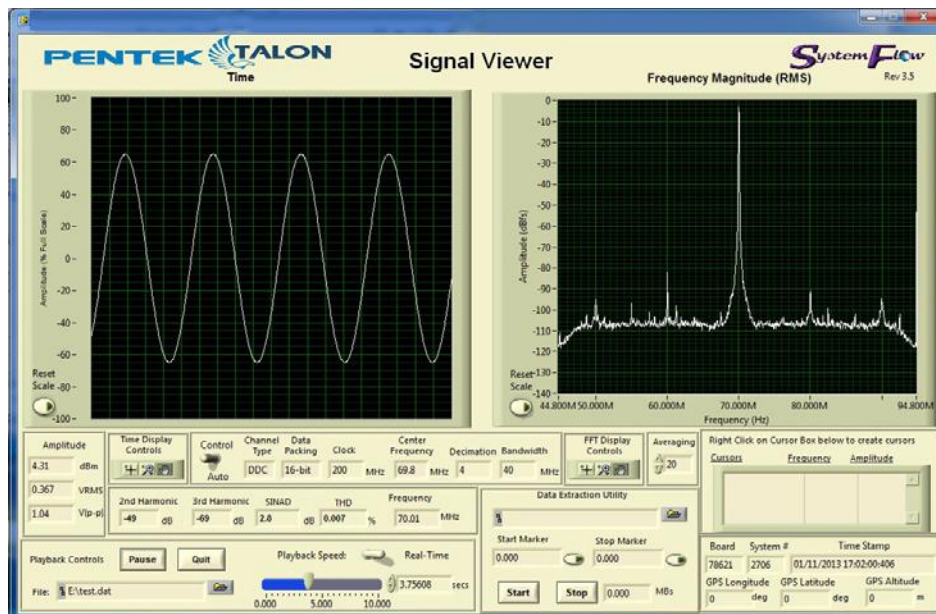 PENTEK TALON
Signal Viewer
SystemFlow
Rev 3.5
Time
Frequency Magnitude (RMS)
100
80
60
40
20
0
-20
-40
-60
-80
-100
Amplitude (% Full Scale)
Reset
Scale
0
-10
-20
-30
-40
-50
-60
-70
-80
-90
-100
-110
-120
-130
-140
Amplitude (dBfs)
Reset
Scale
44.800M 50.000M 60.000M 70.000M 80.000M 94.800M
Frequency (Hz)
Amplitude
4.31 dBm
0.367 VRMS
1.04 V(p-p)
Time Display
Controls
Control
Auto
Channel
Type
DDC
Data
Packing
16-bit
Clock
200 MHz
Center
Frequency
69.8 MHz
Decimation
4
Bandwidth
40 MHz
FFT Display
Controls
Averaging
20
Right Click on Cursor Box below to create cursors
Cursors Frequency Amplitude
2nd Harmonic
-49 dB
3rd Harmonic
-69 dB
SINAD
2.0 dB
THD
0.007 %
Frequency
70.01 MHz
Data Extraction Utility
Start Marker
0.000
Stop Marker
0.000
Start
Stop
0.000 MBs
Playback Controls
Pause
Quit
Playback Speed:
Real-Time
File: E:\test.dat
0.000 5.000 10.000
3.75608 secs
Board System # Time Stamp
78621 2706 01/11/2013 17:02:00:406
GPS Longitude GPS Latitude GPS Altitude
0 deg 0 deg 0 m